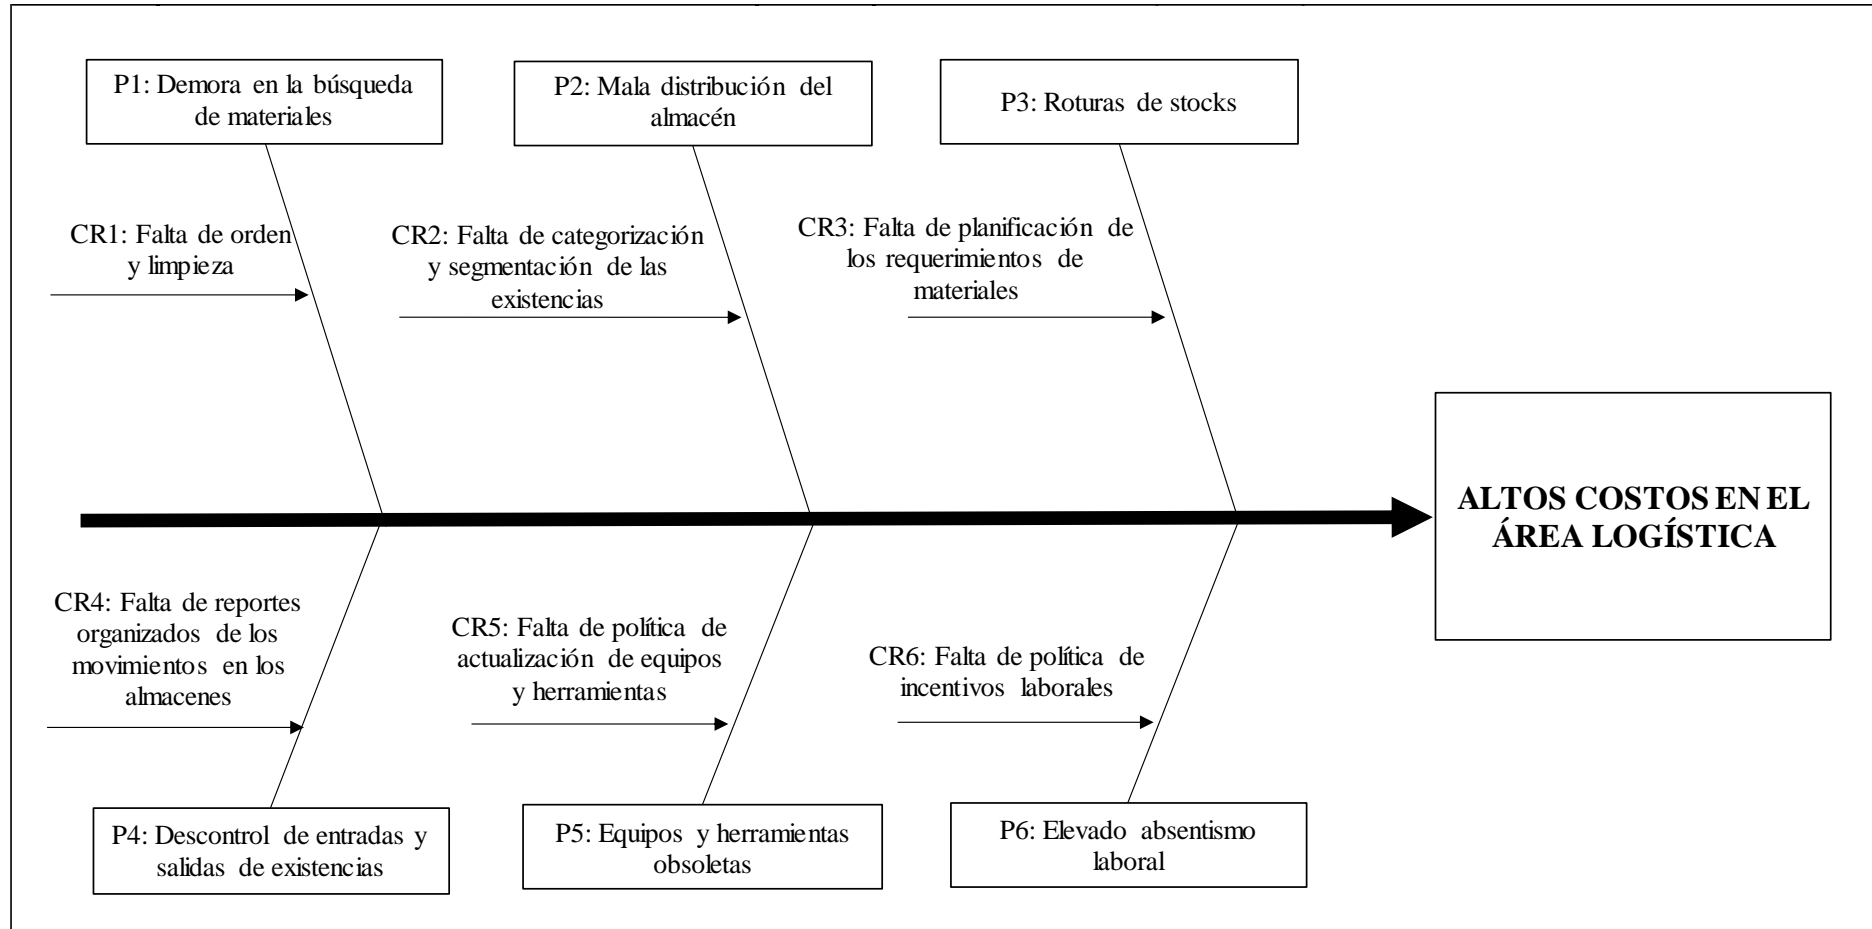 P1: Demora en la búsqueda
de materiales
P2: Mala distribución del
almacén
P3: Roturas de stocks
CR1: Falta de orden
y limpieza
CR2: Falta de categorización
y segmentación de las
existencias
CR3: Falta de planificación de
los requerimientos de
materiales
ALTOS COSTOS EN EL
ÁREA LOGÍSTICA
CR4: Falta de reportes
organizados de los
movimientos en los
almacenes
CR5: Falta de política de
actualización de equipos
y herramientas
CR6: Falta de política de
incentivos laborales
P4: Descontrol de entradas y
salidas de existencias
P5: Equipos y herramientas
obsoletas
P6: Elevado absentismo
laboral